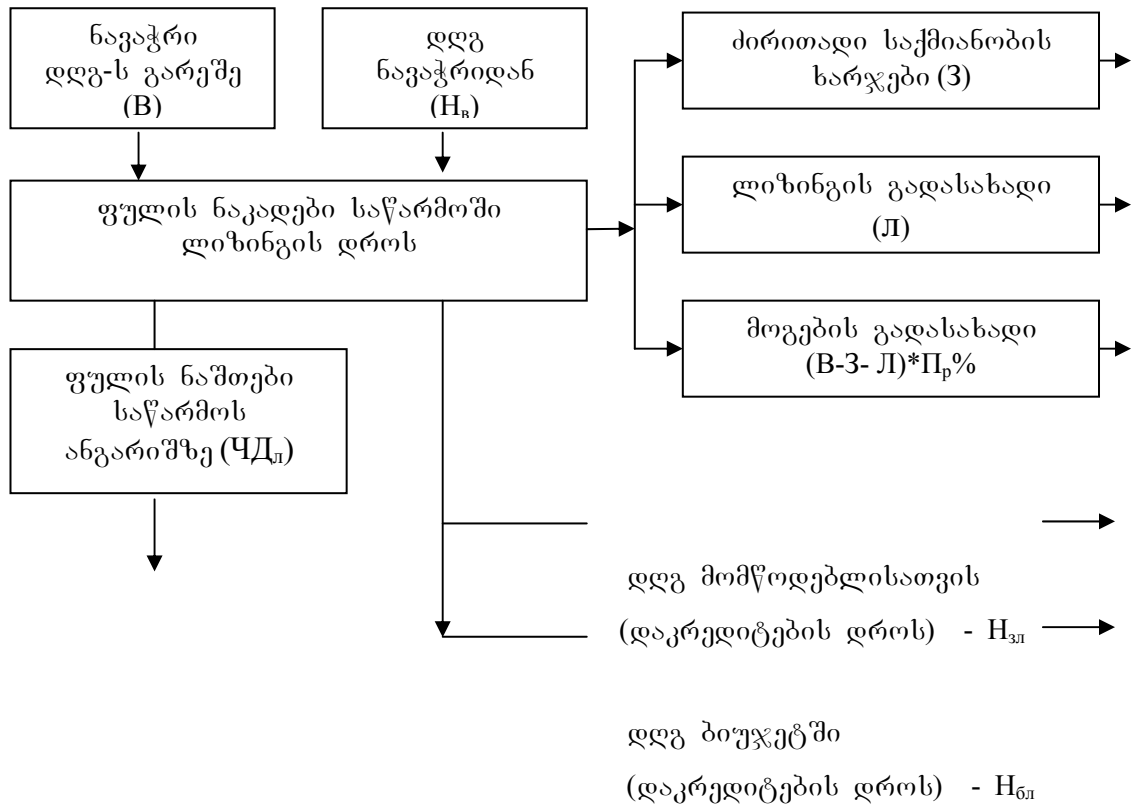 ნავაჭრი
დღგ-ს გარეშე
(В)
დღგ
ნავაჭრიდან
(Нв)
ძირითადი საქმიანობის
ხარჯები (З)
ფულის ნაკადები საწარმოში
ლიზინგის დროს
ლიზინგის გადასახადი
(Л)
მოგების გადასახადი
(В-З- Л)*Пр%
ფულის ნაშთები
საწარმოს
ანგარიშზე (ЧДл)
დღგ მომწოდებლისათვის
(დაკრედიტების დროს) - Нзл
დღგ ბიუჯეტში
(დაკრედიტების დროს) - Нбл